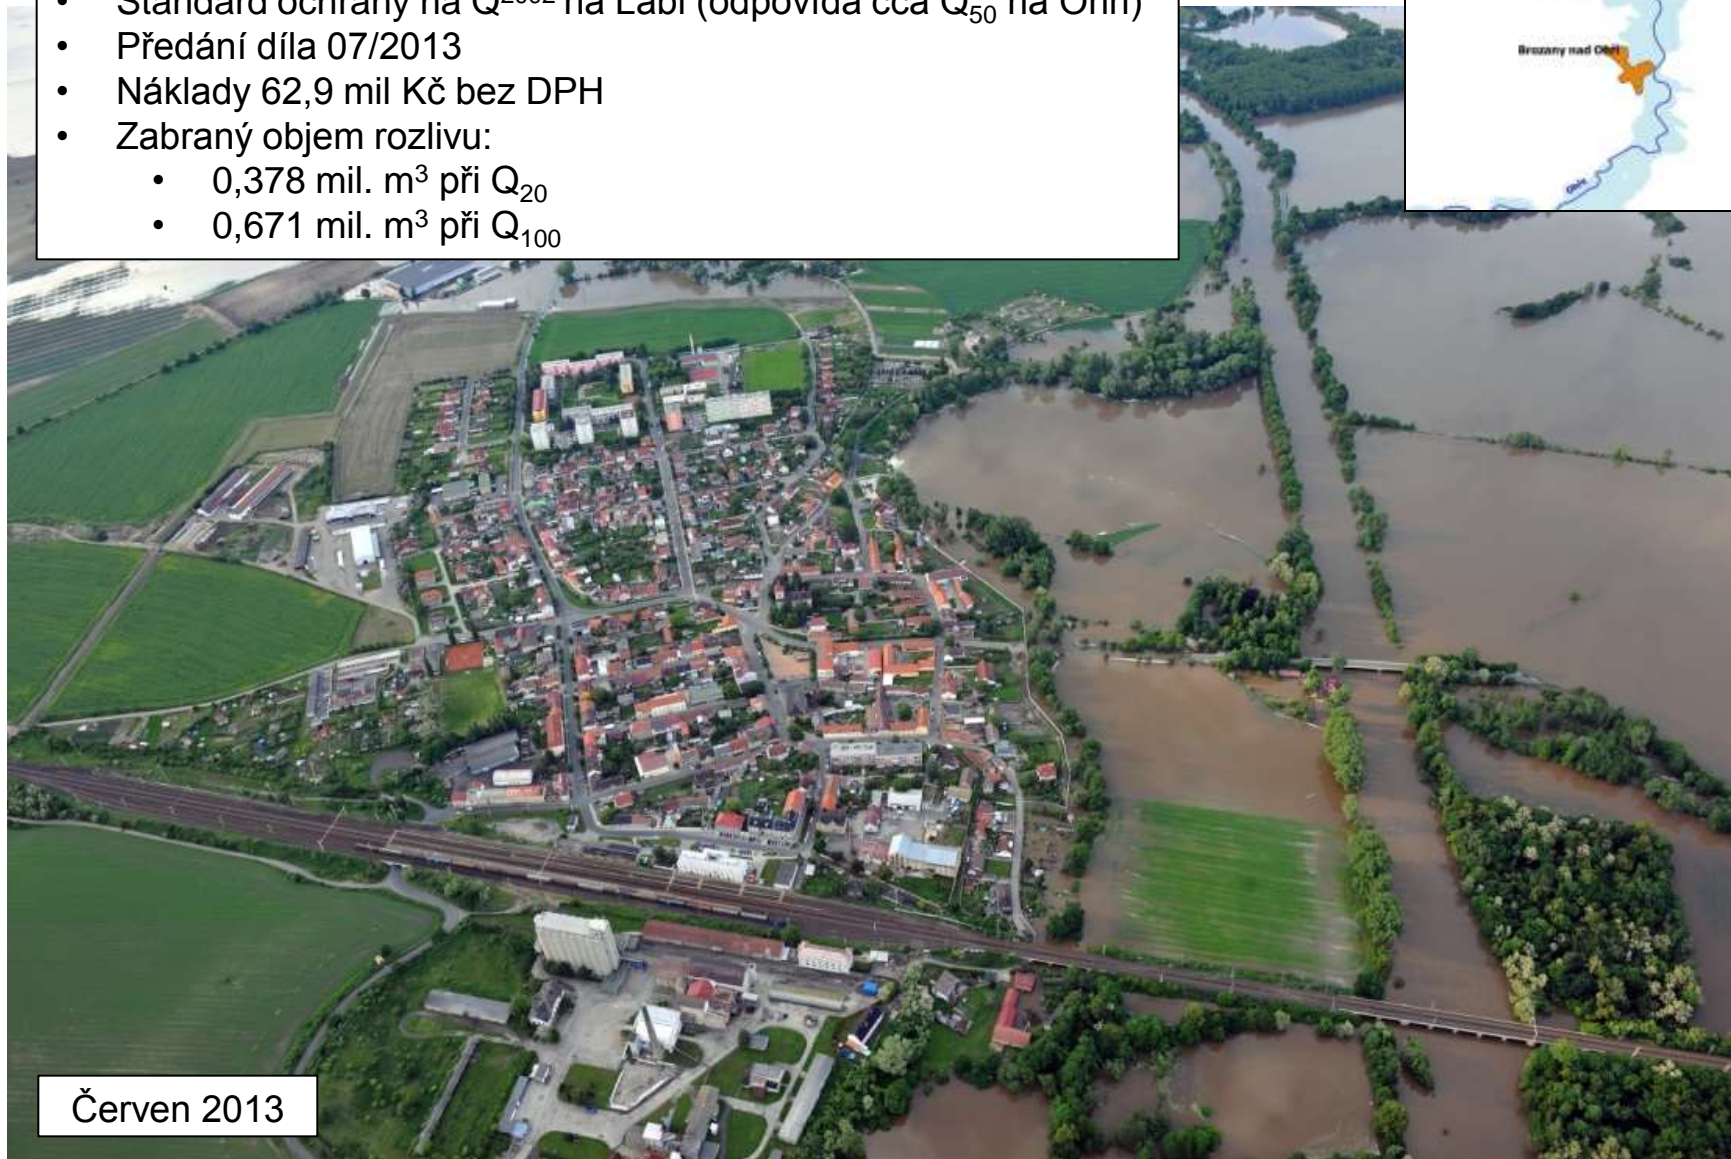 • Standard ochrany na Q²⁰⁰² na Labi (odpovídá cca Q₅₀ na Ohři)
• Předání díla 07/2013
• Náklady 62,9 mil Kč bez DPH
• Zabraný objem rozlivu:
• 0,378 mil. m³ při Q₂₀
• 0,671 mil. m³ při Q₁₀₀
Brozany nad Ohří
Ohře
Červen 2013